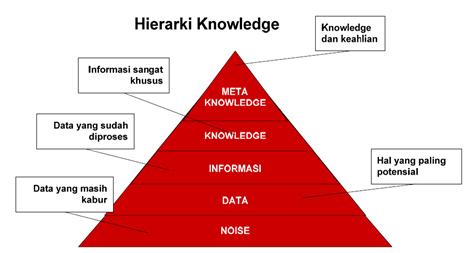 Hierarki Knowledge
Knowledge
dan keahlian
Informasi sangat
khusus
META
KNOWLEDGE
Data yang sudah
diproses
KNOWLEDGE
INFORMASI
Hal yang paling
potensial
Data yang masih
kabur
DATA
NOISE